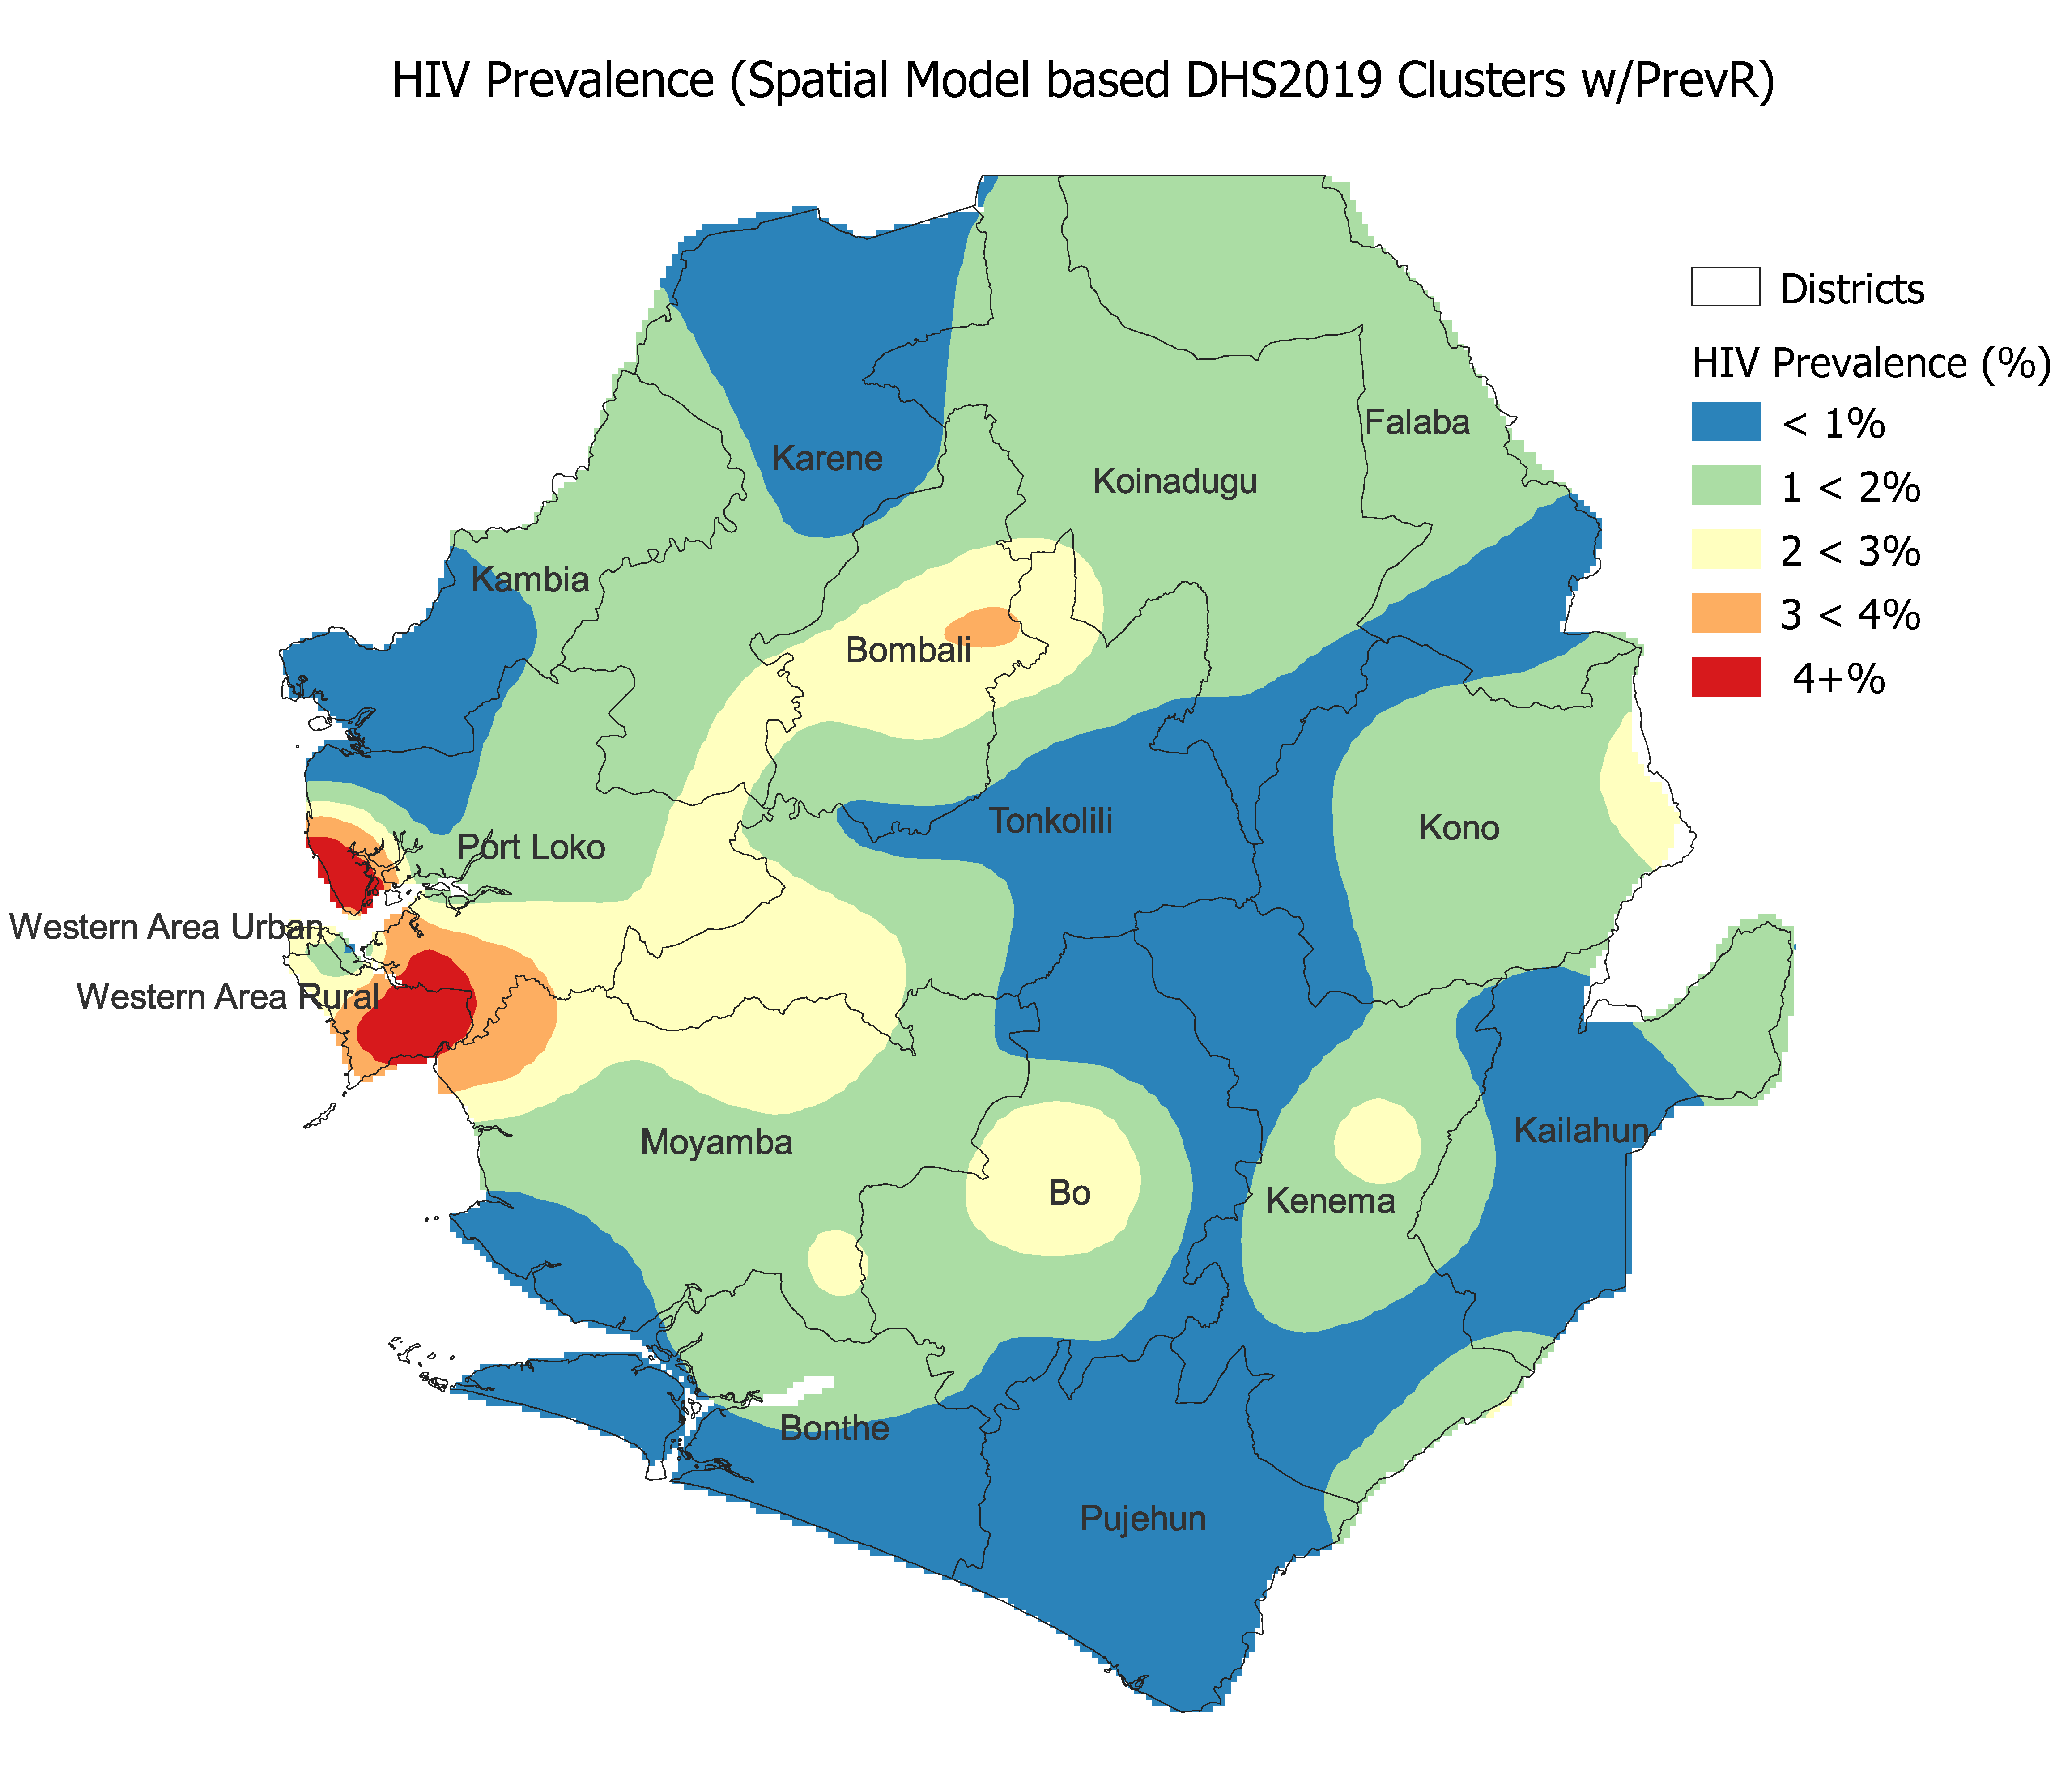 HIV Prevalence (Spatial Model based DHS2019 Clusters w/PrevR)
Districts
HIV Prevalence (%)
< 1%
1 < 2%
2 < 3%
3 < 4%
4+%
Falaba
Karene
Koinadugu
Kambia
Bombali
Tonkolili
Kono
Port Loko
Western Area Urban
Western Area Rural
Kailahun
Moyamba
Bo
Kenema
Bonthe
Pujehun